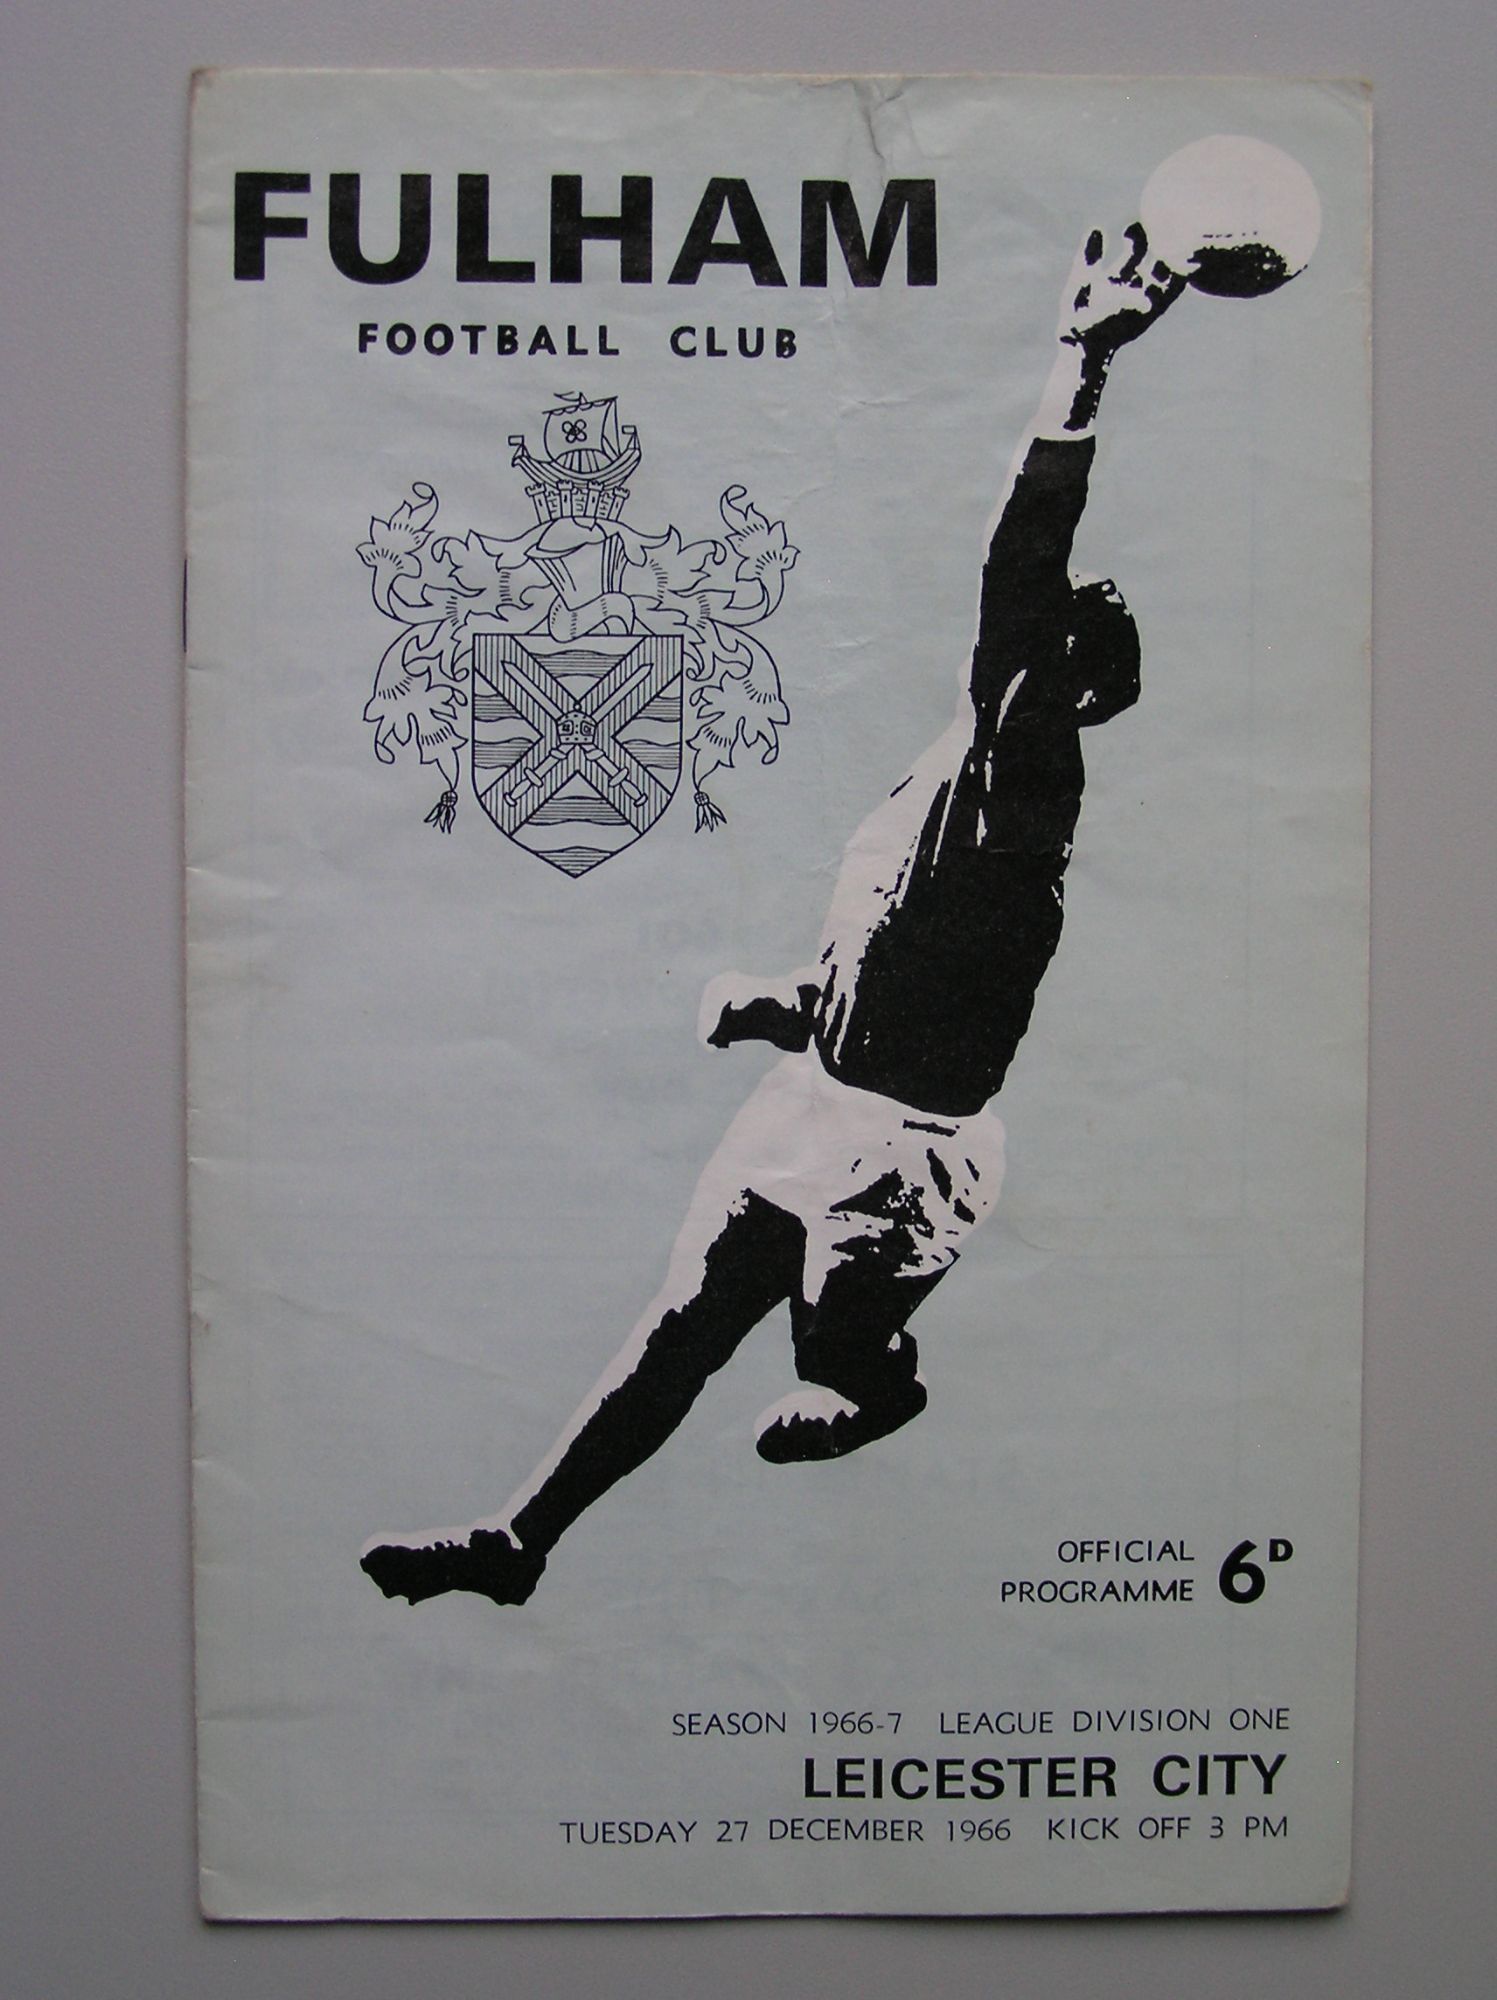 FULHAM
FOOTBALL CLUB
OFFICIAL
PROGRAMME 6D
SEASON 1966-7 LEAGUE DIVISION ONE
LEICESTER CITY
TUESDAY 27 DECEMBER 1966 KICK OFF 3 PM